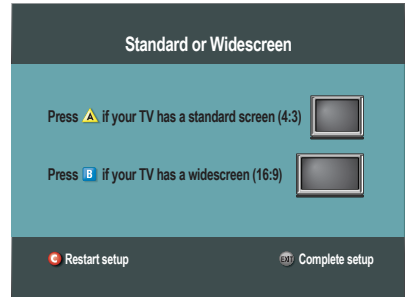 Standard or Widescreen
Press A if your TV has a standard screen (4:3)
Press B if your TV has a widescreen (16:9)
C Restart setup
EXIT Complete setup